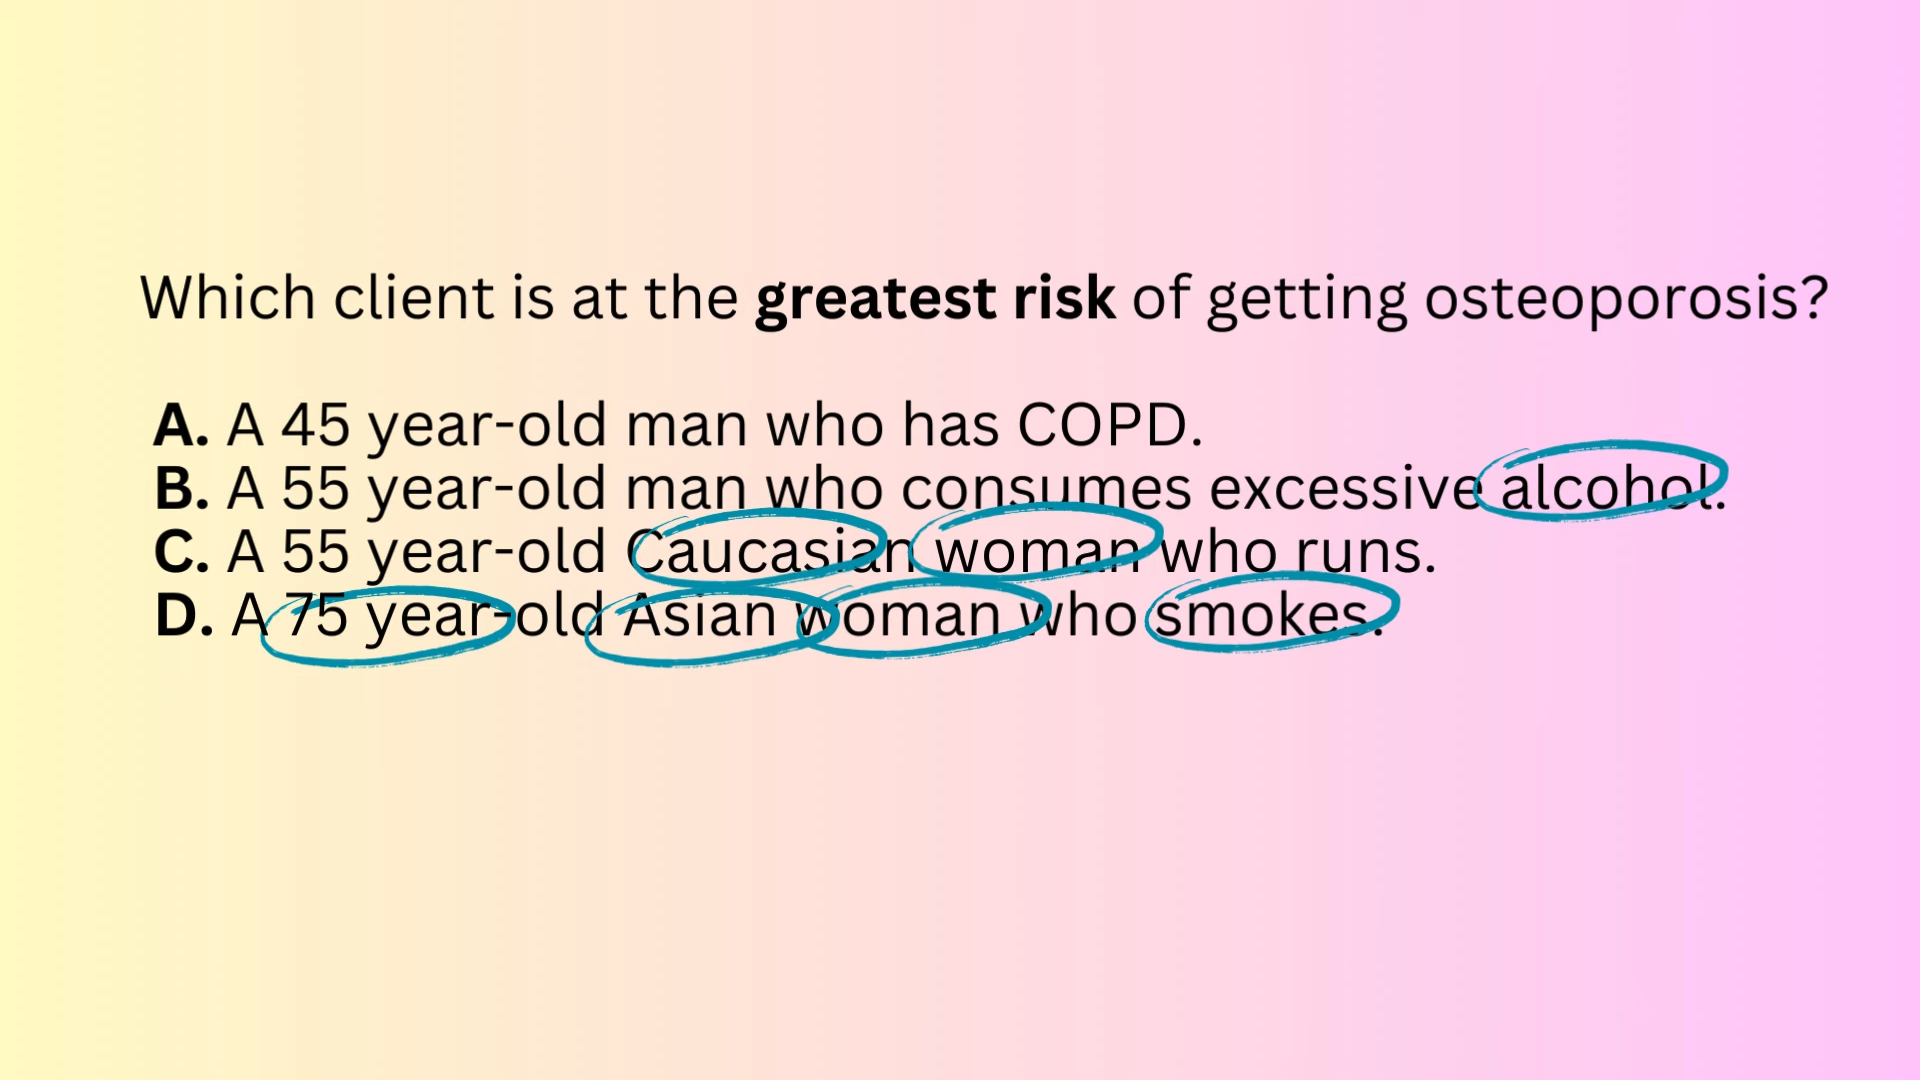 Which client is at the greatest risk of getting osteoporosis?
A. A 45 year-old man who has COPD.
B. A 55 year-old man who consumes excessive alcohol.
C. A 55 year-old Caucasian woman who runs.
D. A 75 year-old Asian woman who smokes.